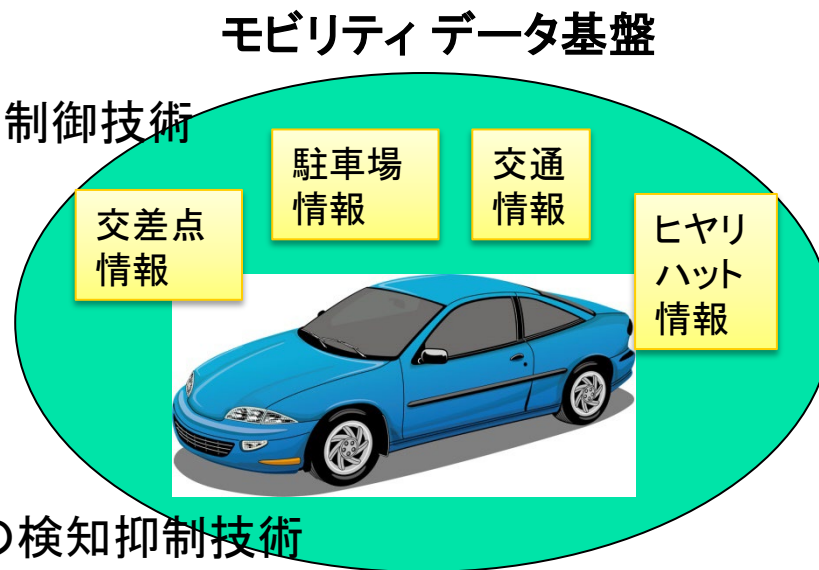 モビリティ データ基盤
制御技術
駐車場
情報
交通
情報
交差点
情報
ヒヤリ
ハット
情報
の検知抑制技術